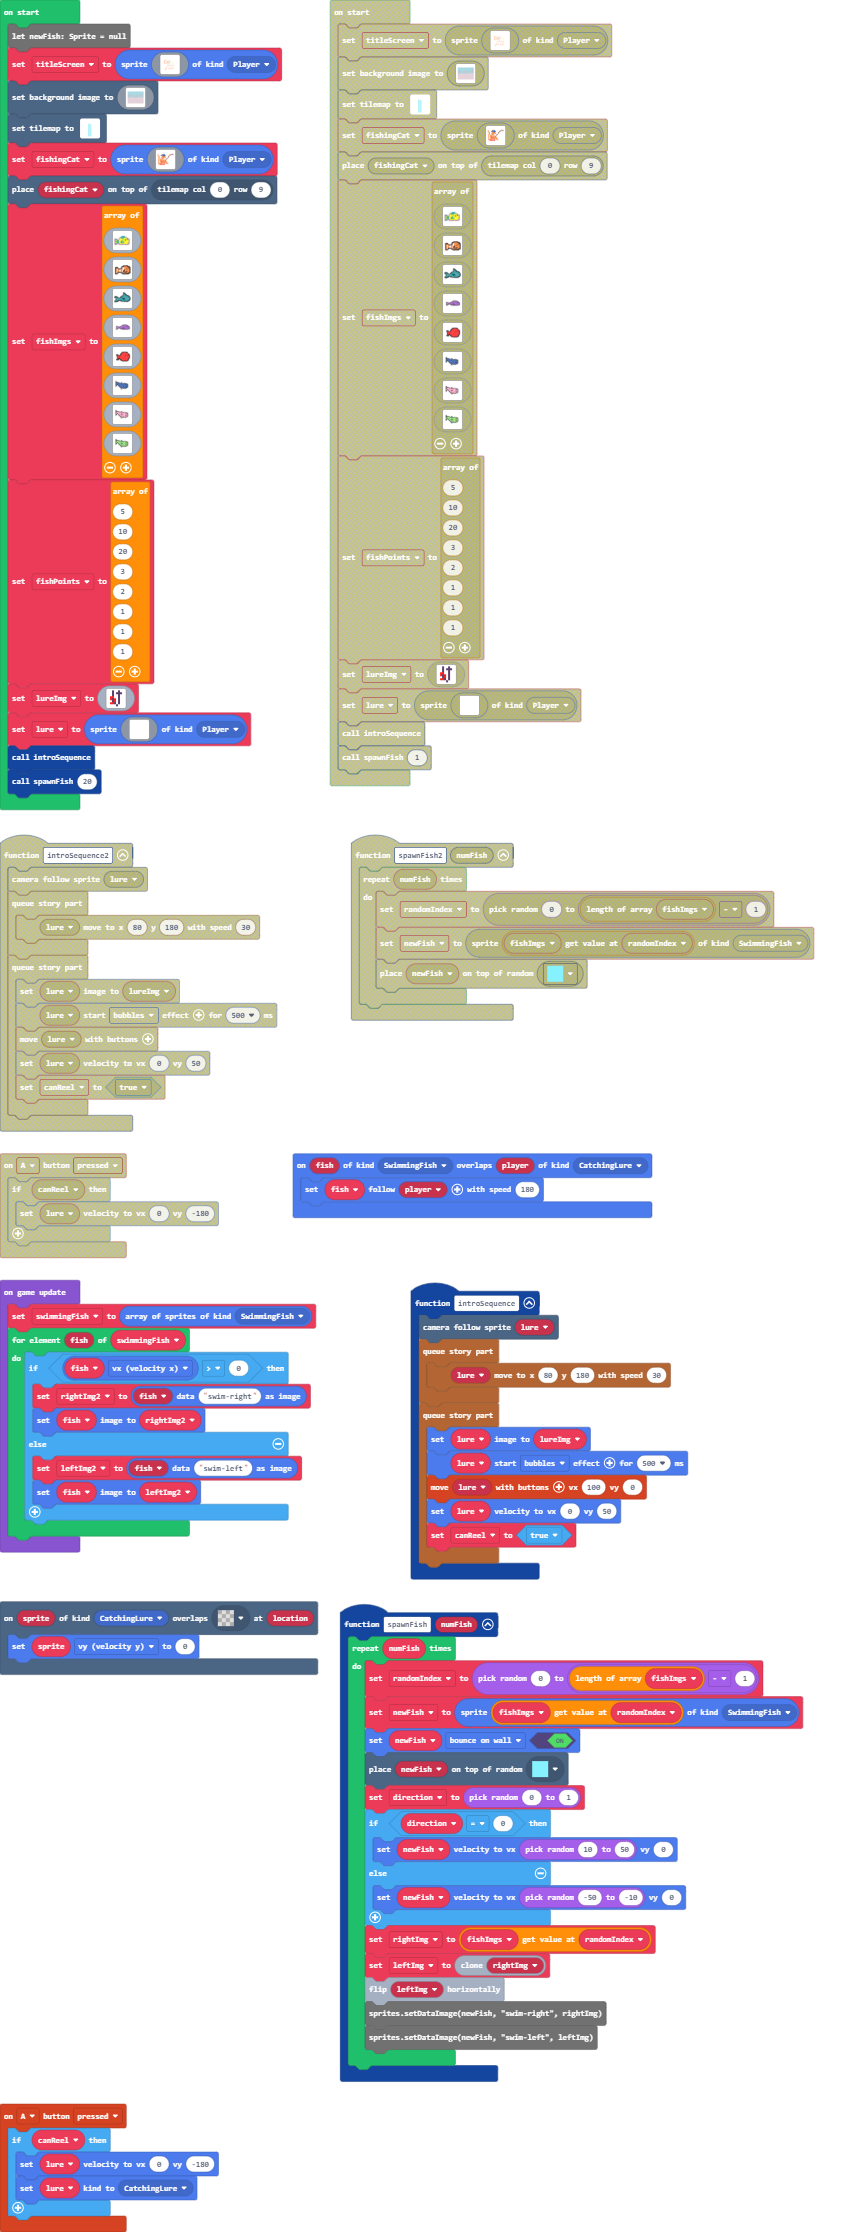 on start
let newFish: Sprite = null
set titleScreen to sprite of kind Player
set background image to
set tilemap to
set fishingCat to sprite of kind Player
place fishingCat on top of tilemap col 0 row 9
array of
set fishImgs to
array of
5
10
20
3
set fishPoints to
2
1
1
1
set lureImg to
set lure to sprite of kind Player
call introSequence
call spawnFish 20
on start
set titleScreen to sprite of kind Player
set background image to
set tilemap to
set fishingCat to sprite of kind Player
place fishingCat on top of tilemap col 0 row 9
array of
set fishImgs to
array of
5
10
20
3
set fishPoints to
2
1
1
1
set lureImg to
set lure to sprite of kind Player
call introSequence
call spawnFish 1
function introSequence2
camera follow sprite lure
queue story part
lure move to x 80 y 180 with speed 30
queue story part
set lure image to lureImg
lure start bubbles effect for 500 ms
move lure with buttons
set lure velocity to vx 0 vy 50
set canReel to true
function spawnFish2 numFish
repeat numFish times
do
set randomIndex to pick random 0 to length of array fishImgs - 1
set newFish to sprite fishImgs get value at randomIndex of kind SwimmingFish
place newFish on top of random
on A button pressed
if canReel then
set lure velocity to vx 0 vy -180
on fish of kind SwimmingFish overlaps player of kind CatchingLure
set fish follow player with speed 180
on game update
set swimmingFish to array of sprites of kind SwimmingFish
for element fish of swimmingFish
do
if fish vx (velocity x) > 0 then
set rightImg2 to fish data "swim-right" as image
set fish image to rightImg2
else
set leftImg2 to fish data "swim-left" as image
set fish image to leftImg2
function introSequence
camera follow sprite lure
queue story part
lure move to x 80 y 180 with speed 30
queue story part
set lure image to lureImg
lure start bubbles effect for 500 ms
move lure with buttons vx 100 vy 0
set lure velocity to vx 0 vy 50
set canReel to true
on sprite of kind CatchingLure overlaps at location
set sprite vy (velocity y) to 0
function spawnFish numFish
repeat numFish times
do
set randomIndex to pick random 0 to length of array fishImgs - 1
set newFish to sprite fishImgs get value at randomIndex of kind SwimmingFish
set newFish bounce on wall ON
place newFish on top of random
set direction to pick random 0 to 1
if direction = 0 then
set newFish velocity to vx pick random 10 to 50 vy 0
else
set newFish velocity to vx pick random -50 to -10 vy 0
set rightImg to fishImgs get value at randomIndex
set leftImg to clone rightImg
flip leftImg horizontally
sprites.setDataImage(newFish, "swim-right", rightImg)
sprites.setDataImage(newFish, "swim-left", leftImg)
on A button pressed
if canReel then
set lure velocity to vx 0 vy -180
set lure kind to CatchingLure